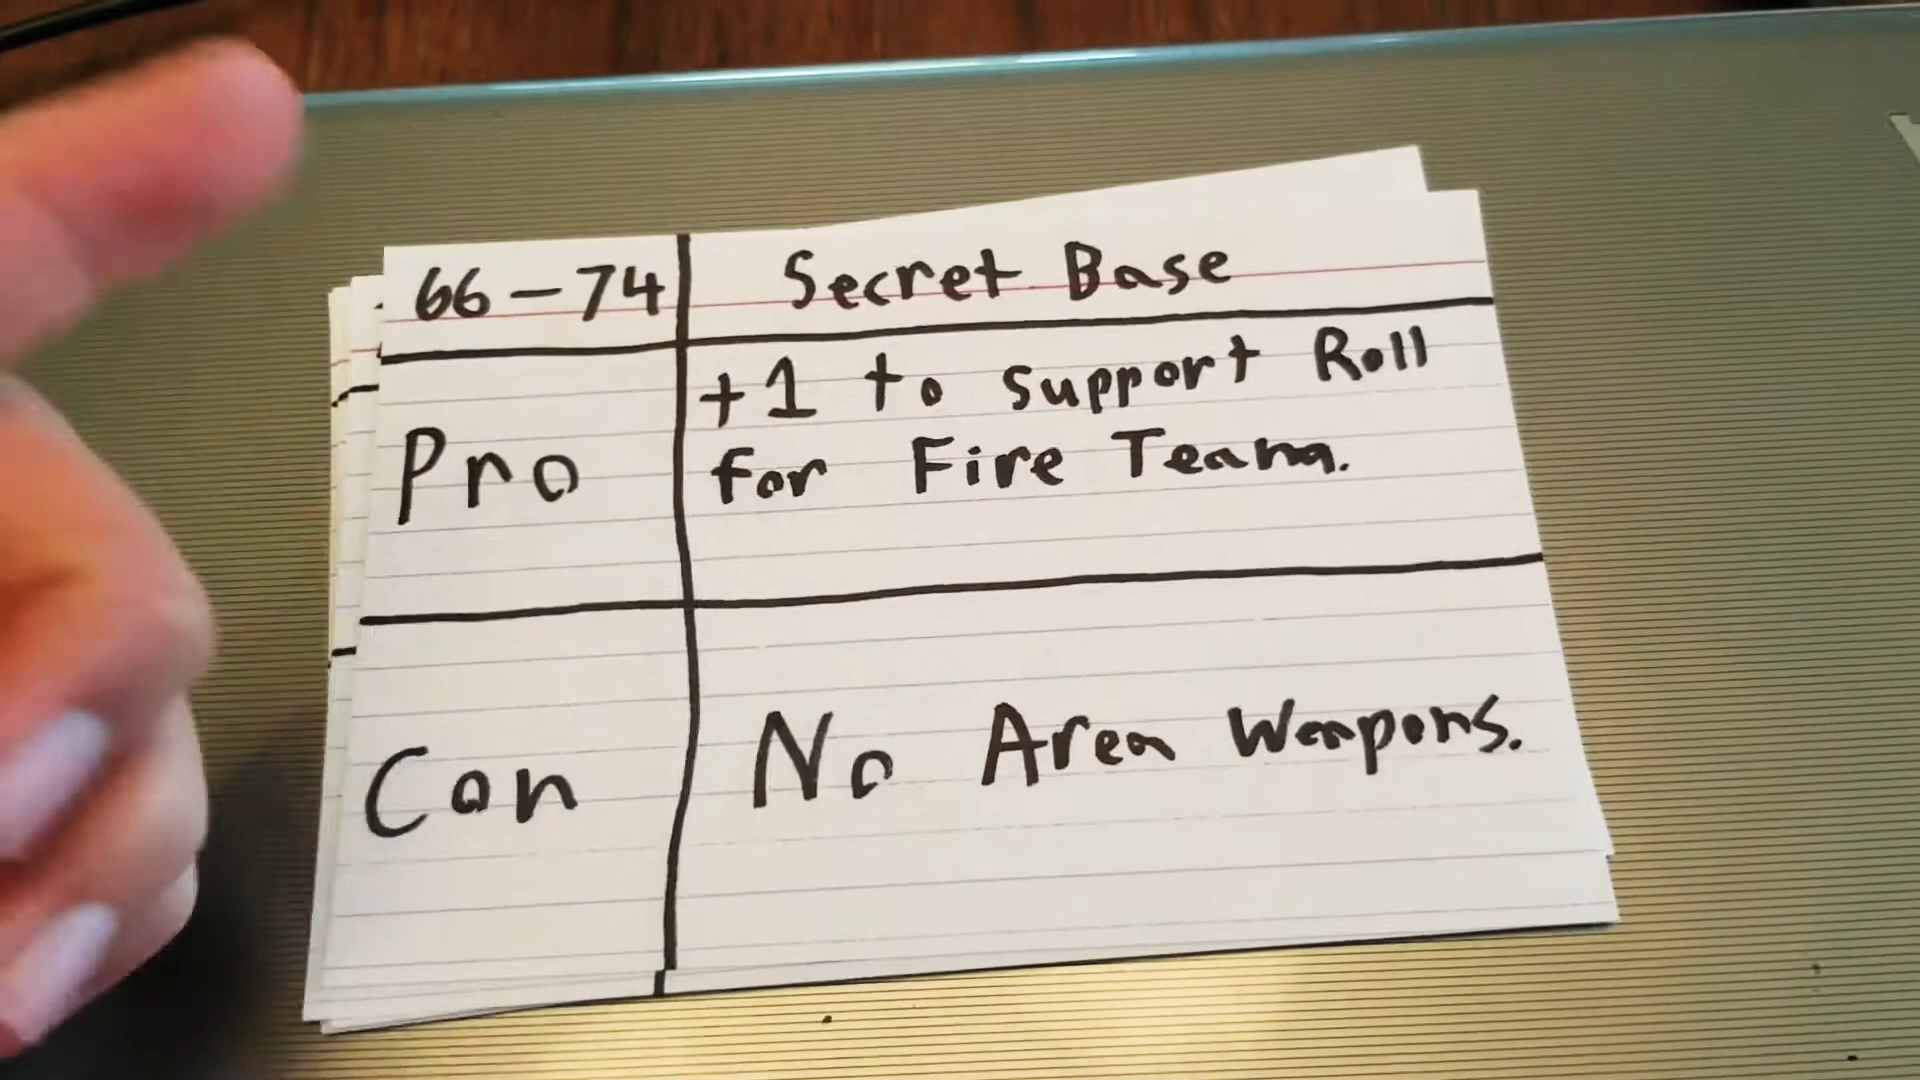 66-74 Secret Base
Pro
+1 to support Roll
for Fire Team.
Con
No Area Weapons.